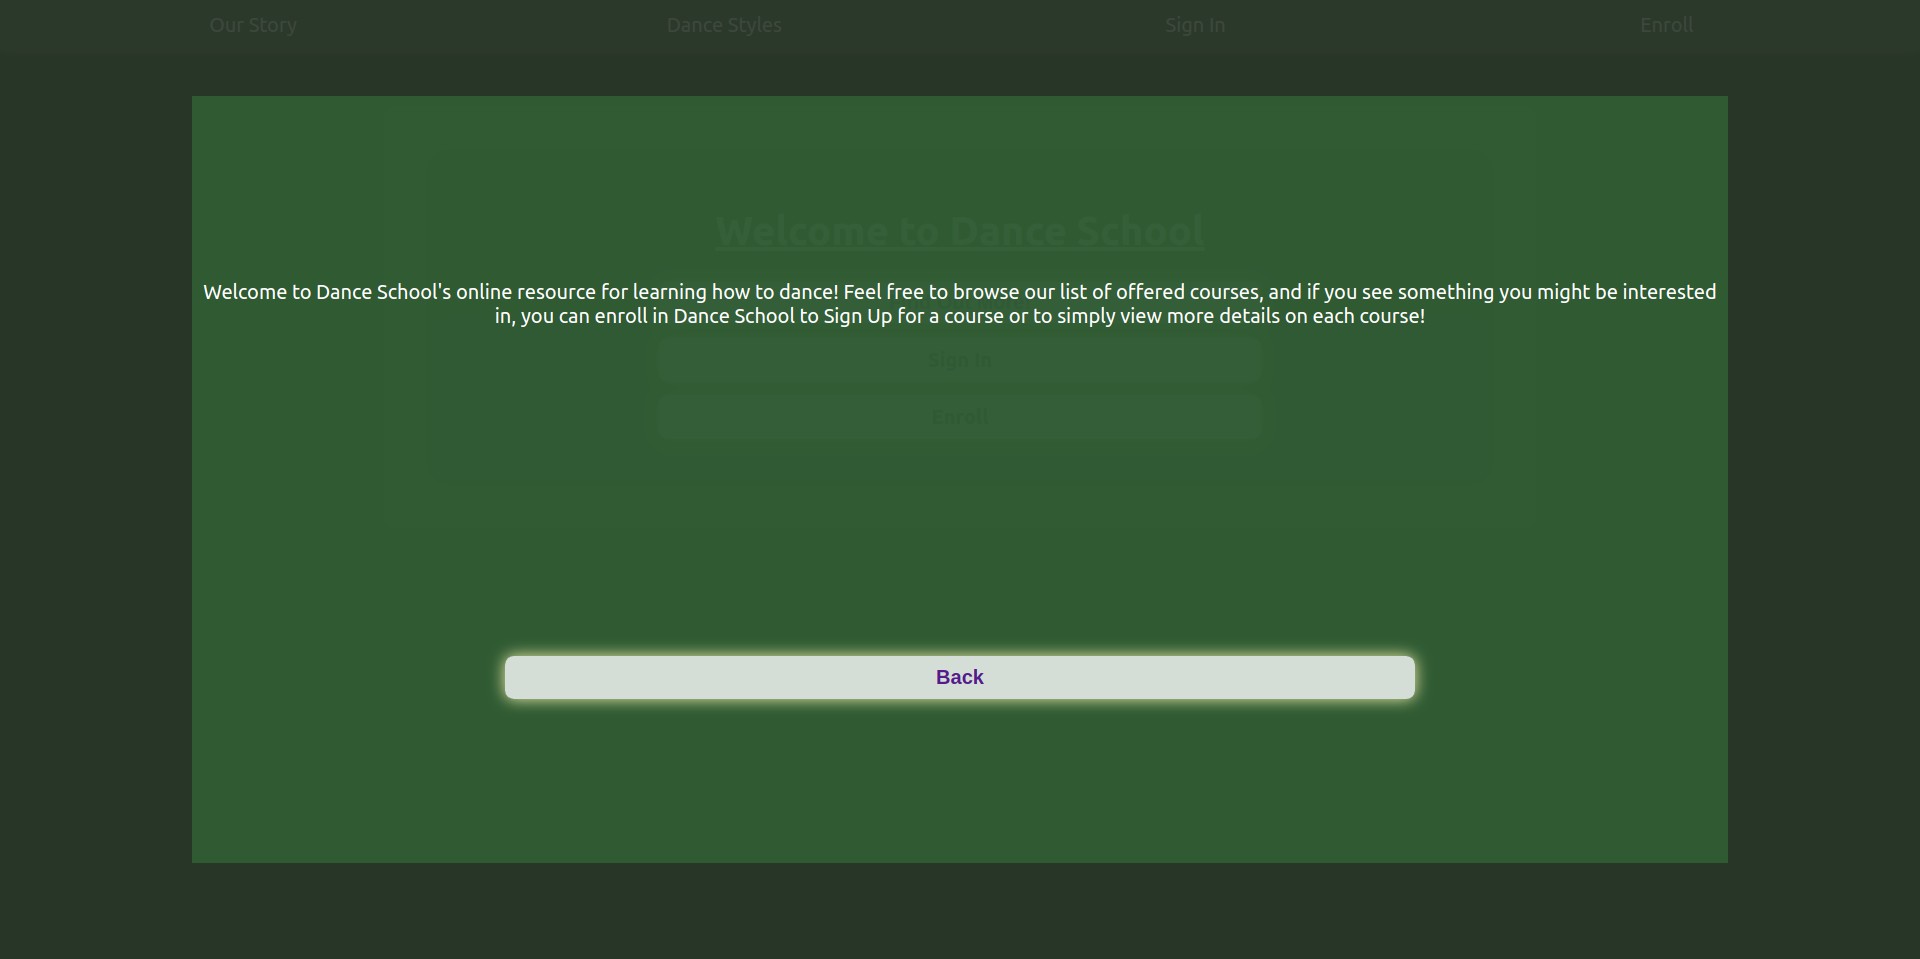 Our Story
Dance Styles
Sign In
Enroll
Welcome to Dance School
Welcome to Dance School's online resource for learning how to dance! Feel free to browse our list of offered courses, and if you see something you might be interested
in, you can enroll in Dance School to Sign Up for a course or to simply view more details on each course!
Sign In
Enroll
Back